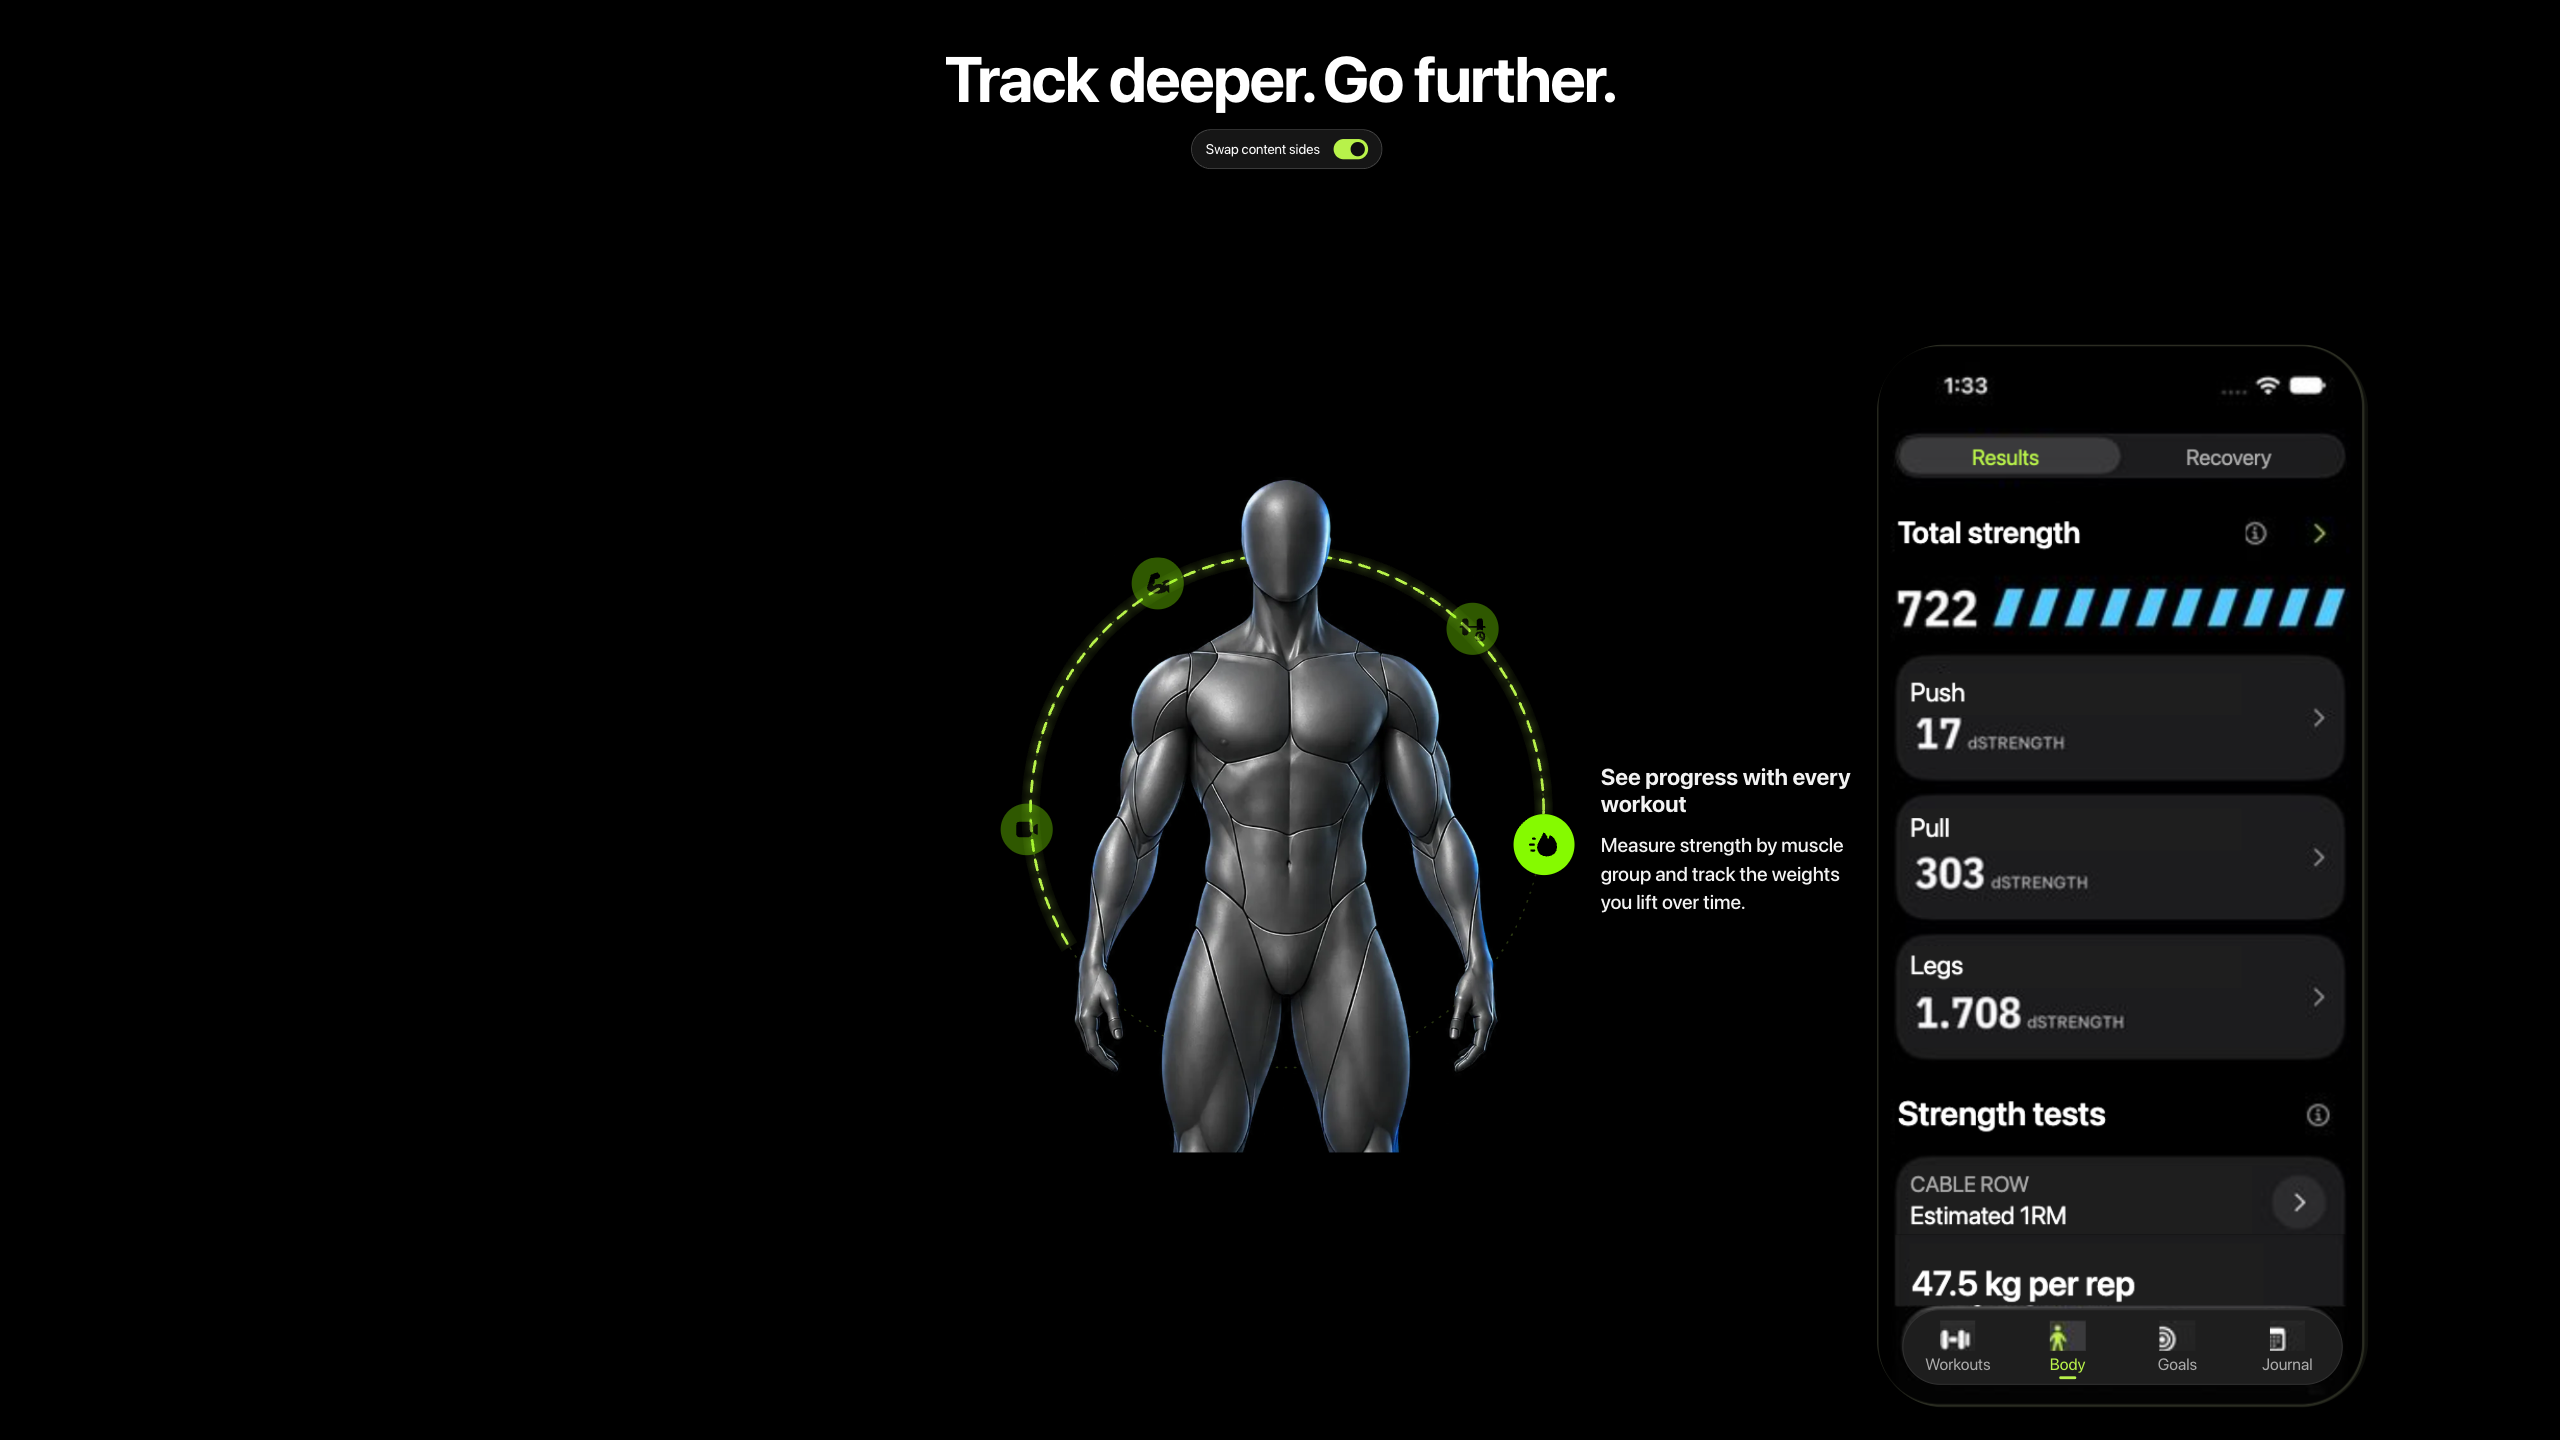 Track deeper. Go further.
Swap content sides
See progress with every
workout
Measure strength by muscle
group and track the weights
you lift over time.
1:33
Results
Recovery
Total strength
722
Push
17 dSTRENGTH
Pull
303 dSTRENGTH
Legs
1.708 dSTRENGTH
Strength tests
CABLE ROW
Estimated 1RM
47.5 kg per rep
Workouts
Body
Goals
Journal